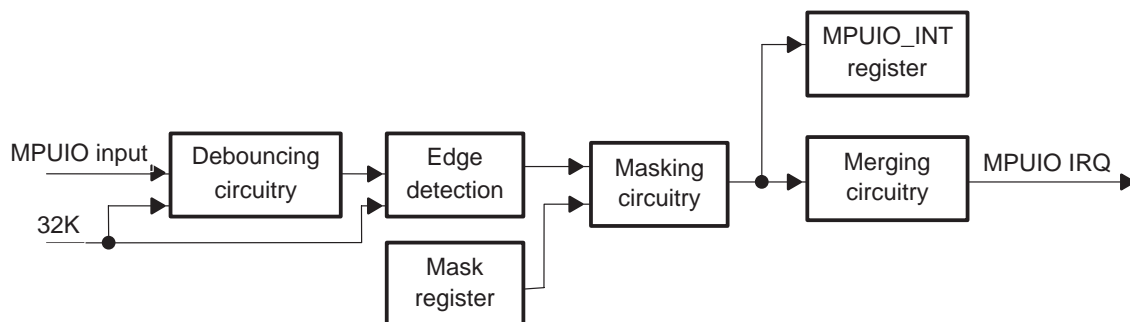 MPUIO_INT
register
MPUIO input
Debouncing
circuitry
Edge
detection
Masking
circuitry
Merging
circuitry
MPUIO IRQ
32K
Mask
register